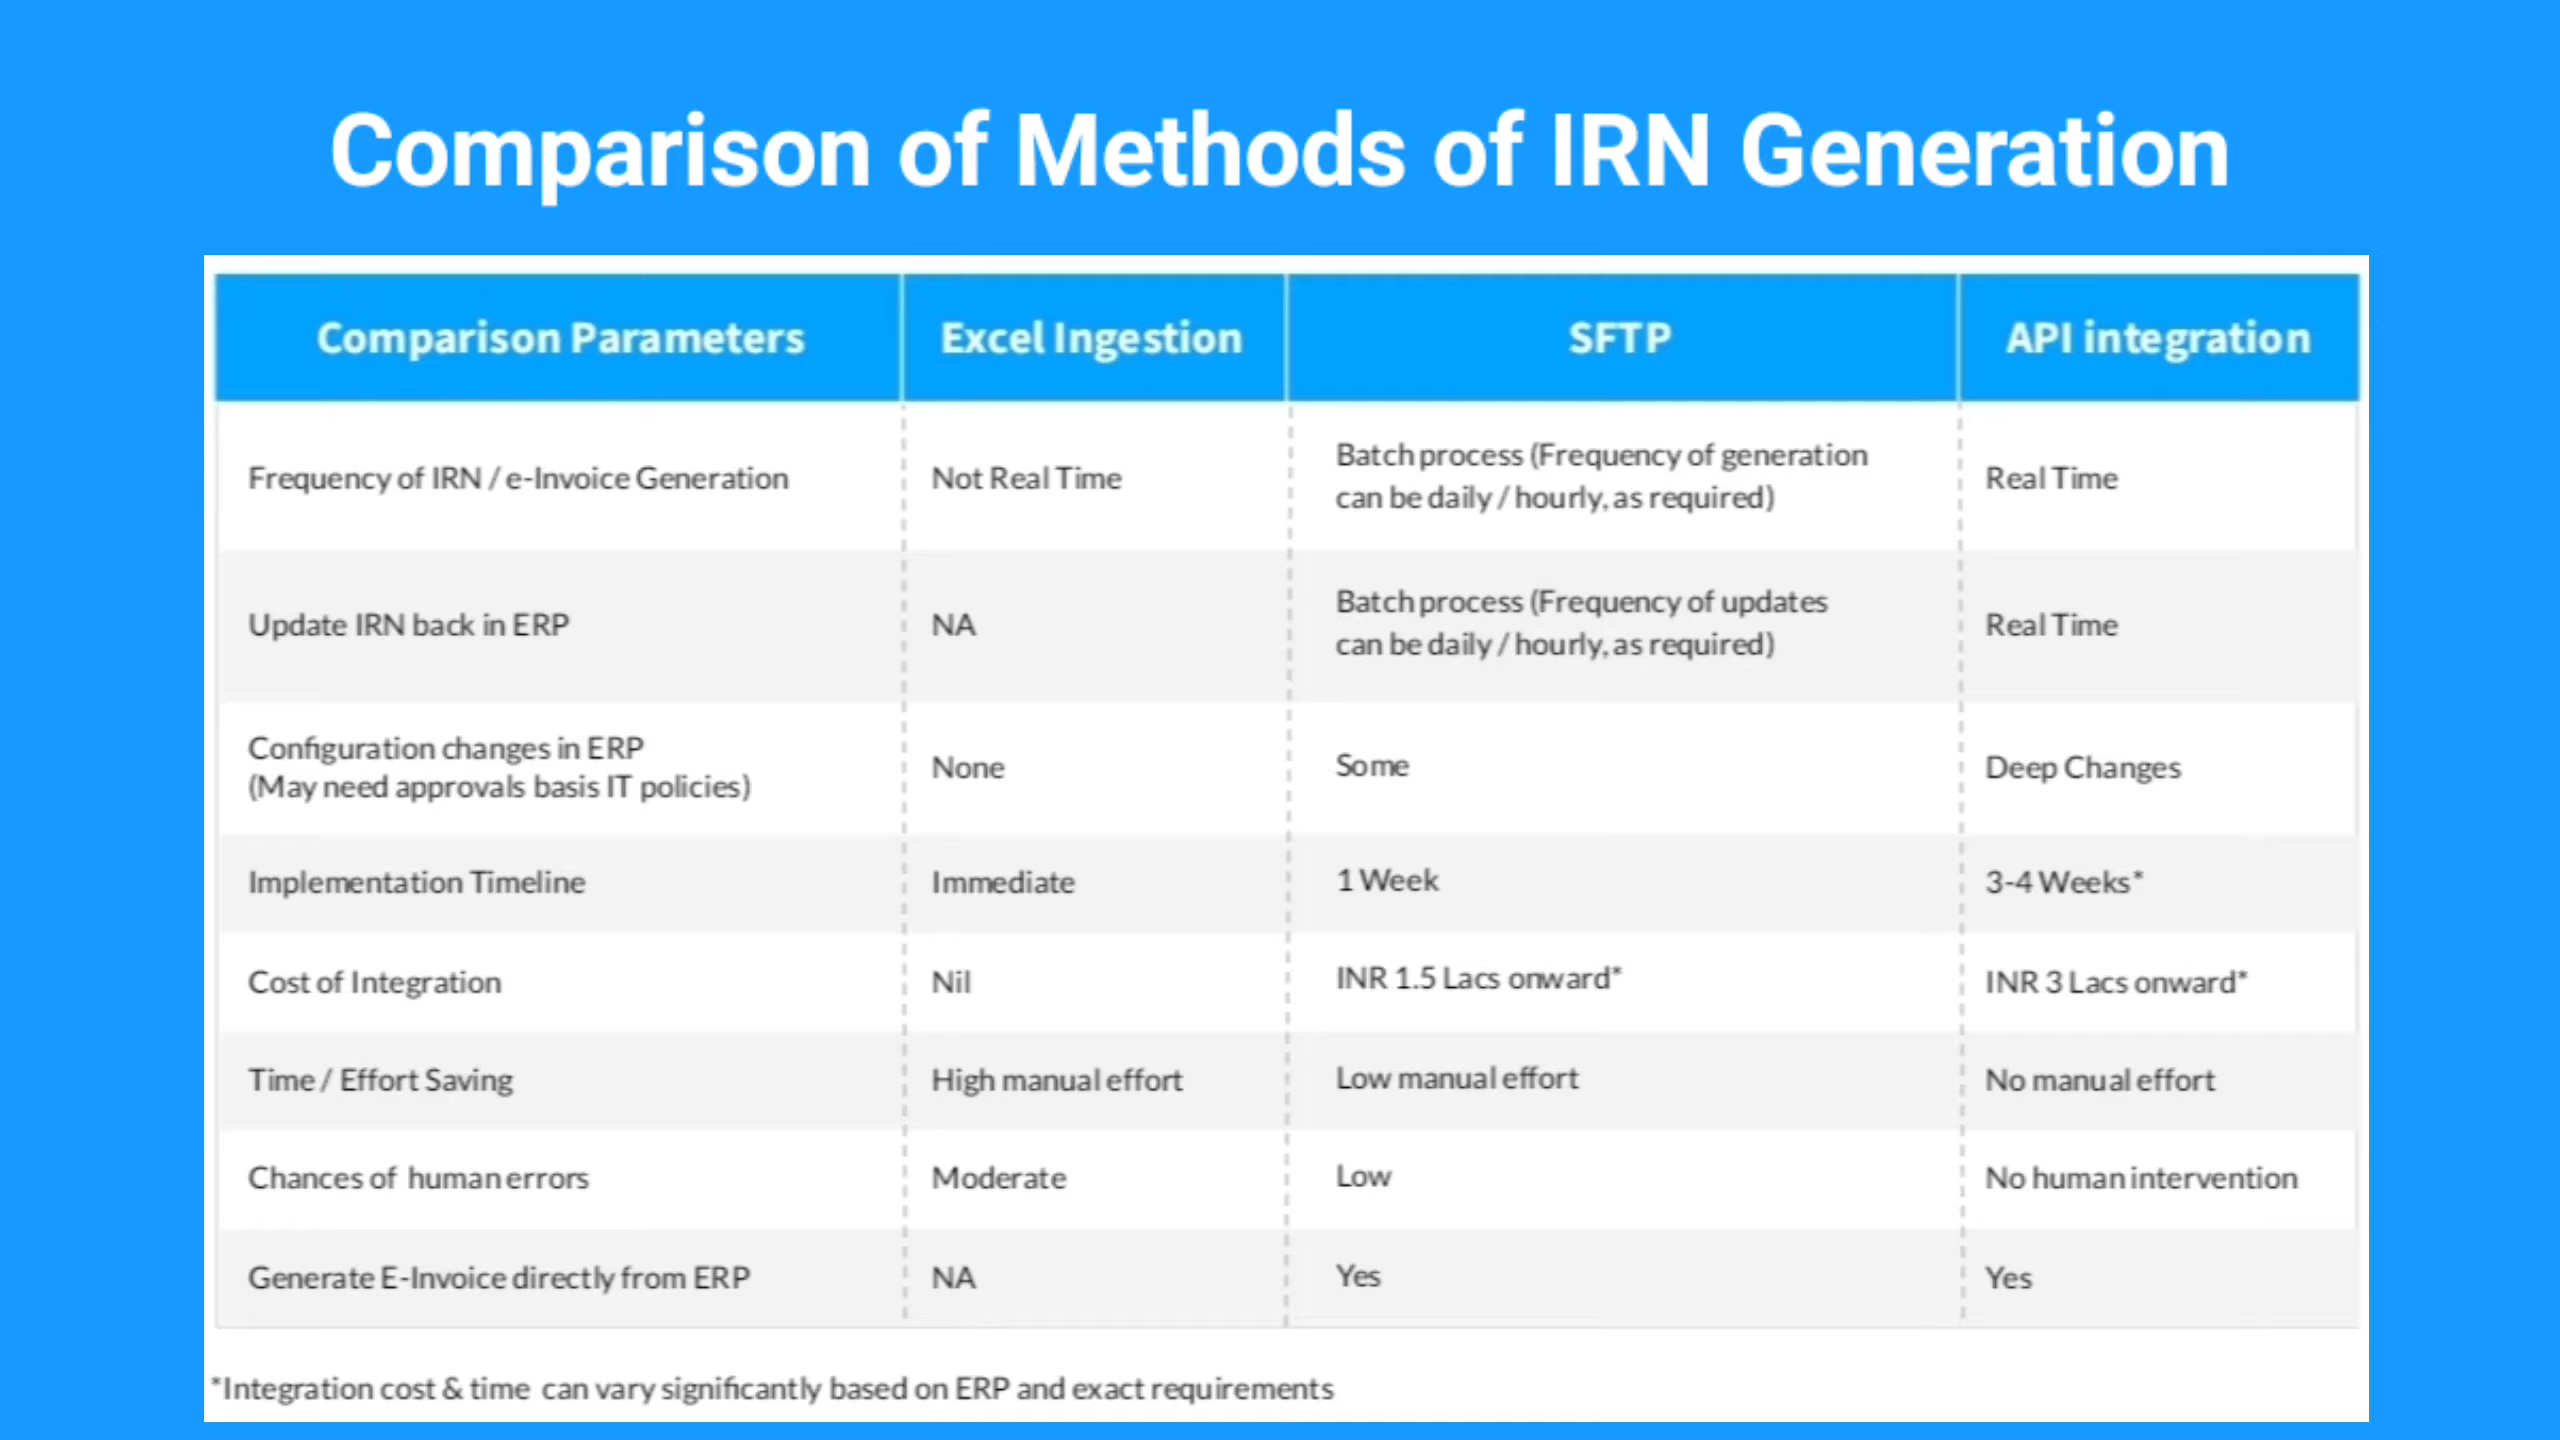 Comparison of Methods of IRN Generation
Comparison Parameters
Excel Ingestion
SFTP
API integration
Frequency of IRN / e-Invoice Generation
Not Real Time
Batch process (Frequency of generation
can be daily / hourly, as required)
Real Time
Update IRN back in ERP
NA
Batch process (Frequency of updates
can be daily / hourly, as required)
Real Time
Configuration changes in ERP
(May need approvals basis IT policies)
None
Some
Deep Changes
Implementation Timeline
Immediate
1 Week
3-4 Weeks*
Cost of Integration
Nil
INR 1.5 Lacs onward*
INR 3 Lacs onward*
Time / Effort Saving
High manual effort
Low manual effort
No manual effort
Chances of human errors
Moderate
Low
No human intervention
Generate E-Invoice directly from ERP
NA
Yes
Yes
*Integration cost & time can vary significantly based on ERP and exact requirements